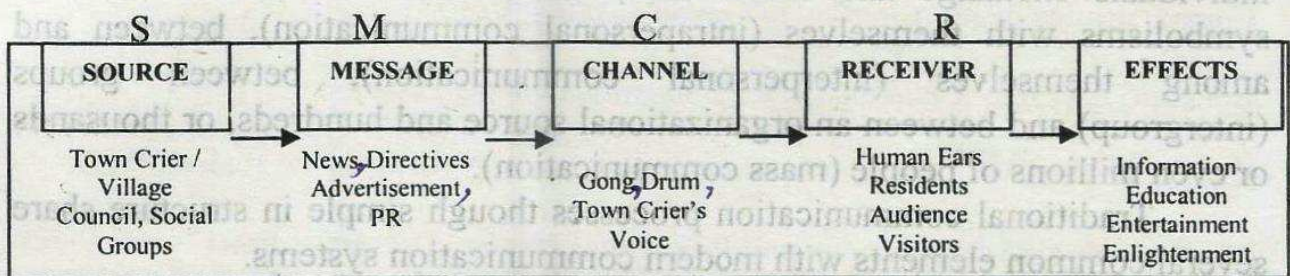 S M C R
SOURCE MESSAGE CHANNEL RECEIVER EFFECTS
Town Crier /
Village
Council, Social
Groups
News, Directives
Advertisement,
PR
Gong, Drum,
Town Crier's
Voice
Human Ears
Residents
Audience
Visitors
Information
Education
Entertainment
Enlightenment